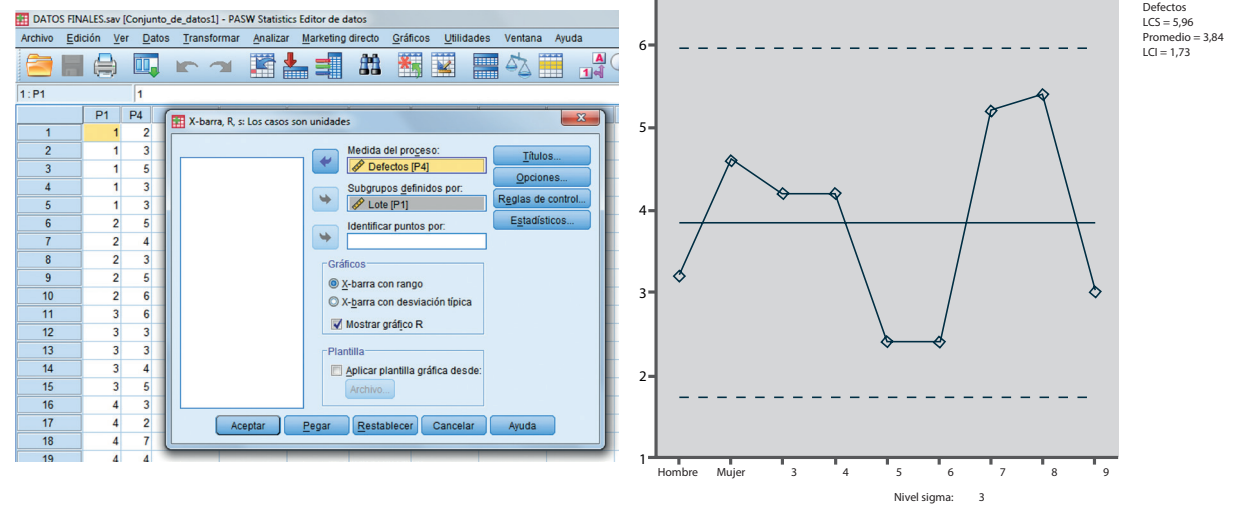 DATOS FINALES.sav [Conjunto_de_datos1] - PASW Statistics Editor de datos
Archivo Edición Ver Datos Transformar Analizar Marketing directo Gráficos Utilidades Ventana Ayuda
1 : P1 1
P1 P4
1 1 2
2 1 3
3 1 5
4 1 3
5 1 3
6 2 5
7 2 4
8 2 3
9 2 5
10 2 6
11 3 6
12 3 3
13 3 3
14 3 4
15 3 5
16 4 3
17 4 2
18 4 7
19 4 4
X-barra, R, s: Los casos son unidades
Medida del proceso:
Defectos [P4]
Subgrupos definidos por:
Lote [P1]
Identificar puntos por:
Gráficos
X-barra con rango
X-barra con desviación típica
Mostrar gráfico R
Plantilla
Aplicar plantilla gráfica desde:
Archivo...
Títulos...
Opciones...
Reglas de control...
Estadísticos...
Aceptar Pegar Restablecer Cancelar Ayuda
6
5
4
3
2
1
Hombre Mujer 3 4 5 6 7 8 9
Nivel sigma: 3
Defectos
LCS = 5,96
Promedio = 3,84
LCI = 1,73